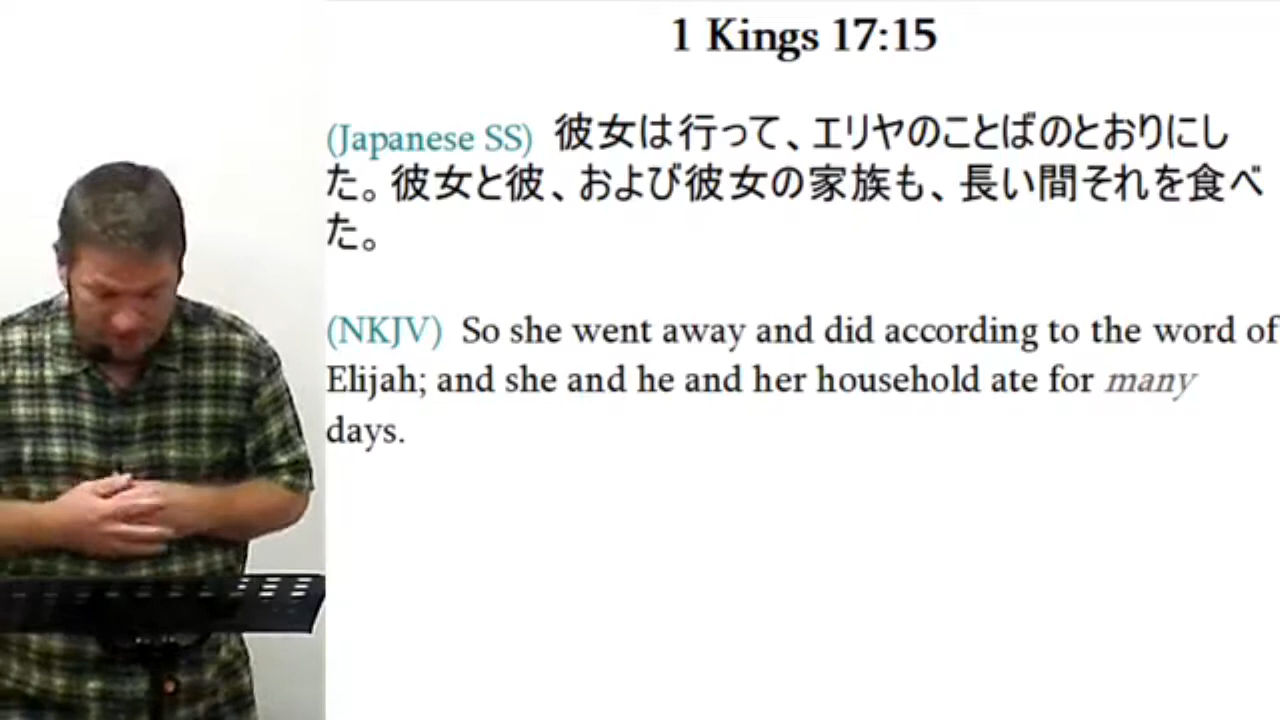 1 Kings 17:15
(Japanese SS) 彼女は行って、エリヤのことばのとおりにし
た。彼女と彼、および彼女の家族も、長い間それを食べ
た。
(NKJV) So she went away and did according to the word of
Elijah; and she and he and her household ate for many
days.